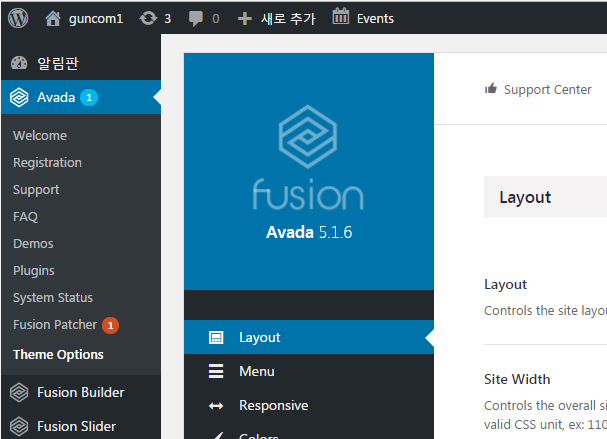 guncom1 3 0 새로 추가 Events
알림판
Avada 1
Welcome
Registration
Support
FAQ
Demos
Plugins
System Status
Fusion Patcher 1
Theme Options
Fusion Builder
Fusion Slider
fusion
Avada 5.1.6
Layout
Menu
Responsive
Colors
Support Center
Layout
Layout
Controls the site layou
Site Width
Controls the overall si
valid CSS unit, ex: 110